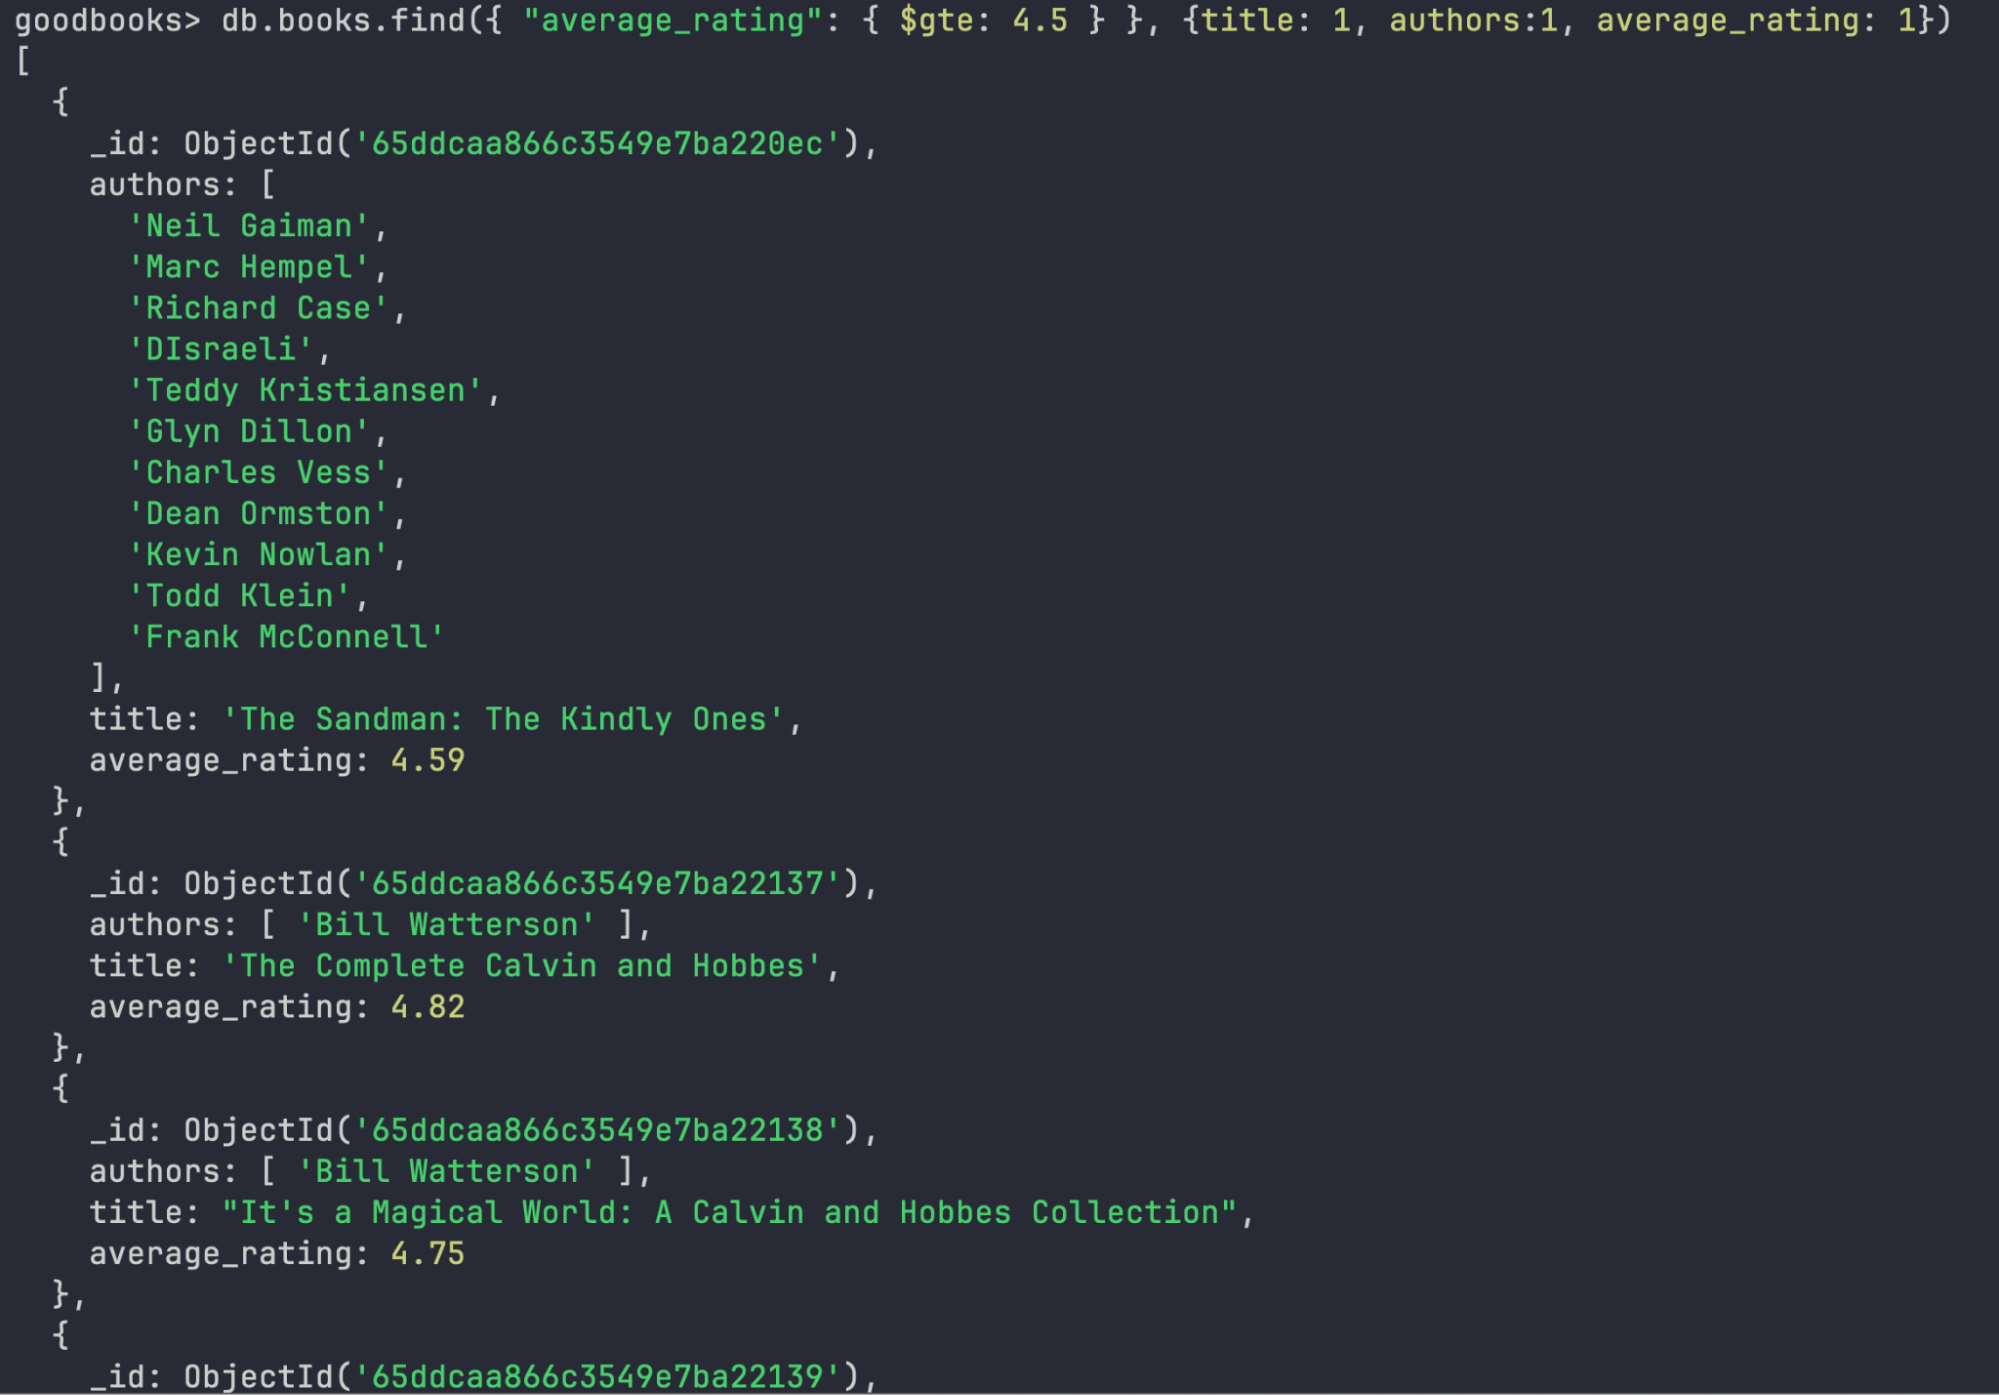 goodbooks> db.books.find({ "average_rating": { $gte: 4.5 } }, {title: 1, authors:1, average_rating: 1})
[
  {
    _id: ObjectId('65ddcaa866c3549e7ba220ec'),
    authors: [
      'Neil Gaiman',
      'Marc Hempel',
      'Richard Case',
      'DIsraeli',
      'Teddy Kristiansen',
      'Glyn Dillon',
      'Charles Vess',
      'Dean Ormston',
      'Kevin Nowlan',
      'Todd Klein',
      'Frank McConnell'
    ],
    title: 'The Sandman: The Kindly Ones',
    average_rating: 4.59
  },
  {
    _id: ObjectId('65ddcaa866c3549e7ba22137'),
    authors: [ 'Bill Watterson' ],
    title: 'The Complete Calvin and Hobbes',
    average_rating: 4.82
  },
  {
    _id: ObjectId('65ddcaa866c3549e7ba22138'),
    authors: [ 'Bill Watterson' ],
    title: "It's a Magical World: A Calvin and Hobbes Collection",
    average_rating: 4.75
  },
  {
    _id: ObjectId('65ddcaa866c3549e7ba22139'),